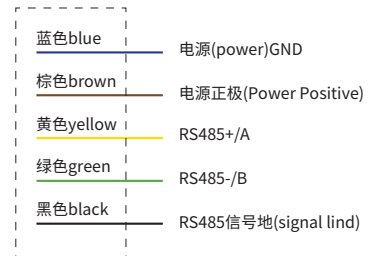 蓝色blue
电源(power)GND
棕色brown
电源正极(Power Positive)
黄色yellow
RS485+/A
绿色green
RS485-/B
黑色black
RS485信号地(signal lind)